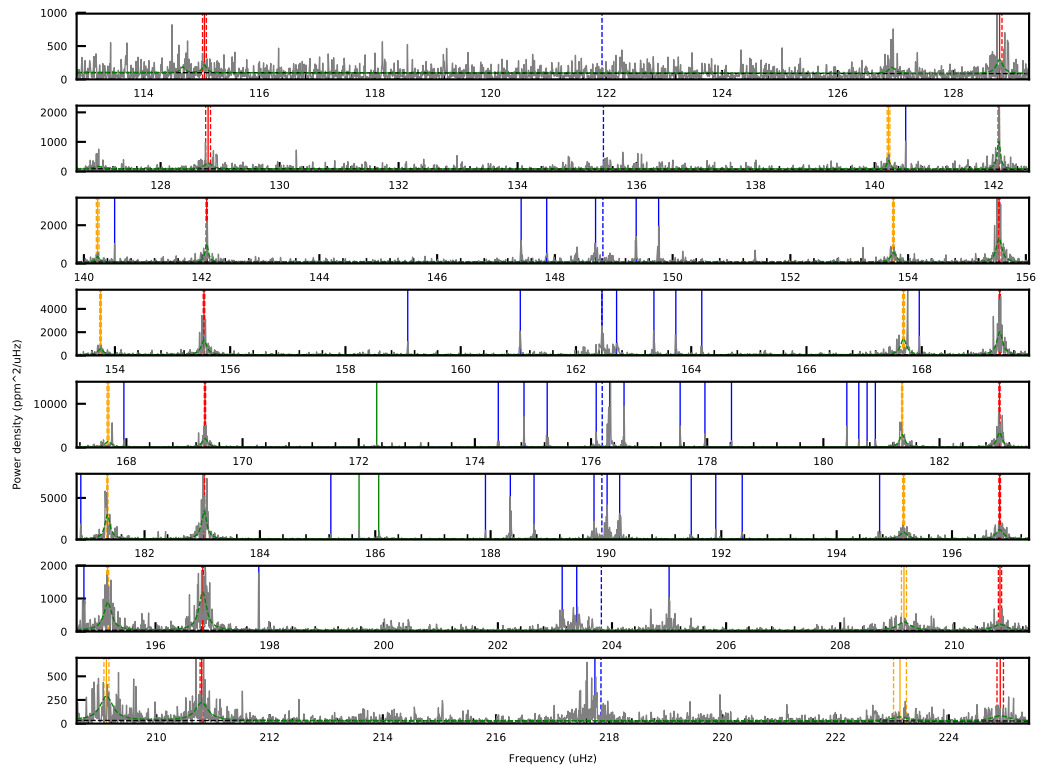 1000
500
0
114 116 118 120 122 124 126 128
2000
1000
0
128 130 132 134 136 138 140 142
2000
0
140 142 144 146 148 150 152 154 156
4000
2000
0
154 156 158 160 162 164 166 168
10000
0
168 170 172 174 176 178 180 182
Power density (ppm^2/(uHz)
5000
0
182 184 186 188 190 192 194 196
2000
1000
0
196 198 200 202 204 206 208 210
500
250
0
210 212 214 216 218 220 222 224
Frequency (uHz)